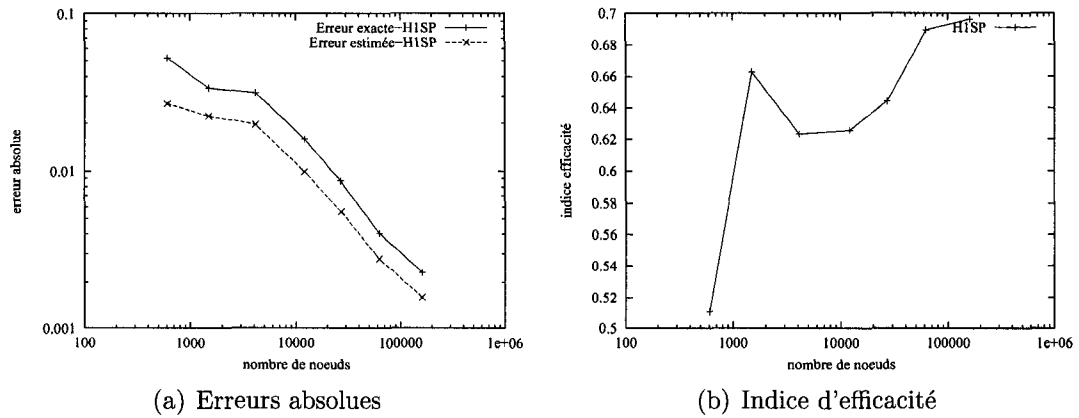 Erreur exacte-H1SP
Erreur estimée-H1SP
0.1
0.01
0.001
erreur absolue
100
1000
10000
100000
1e+06
nombre de noeuds
(a) Erreurs absolues
H1SP
0.7
0.68
0.66
0.64
0.62
0.6
0.58
0.56
0.54
0.52
0.5
indice efficacité
100
1000
10000
100000
1e+06
nombre de noeuds
(b) Indice d'efficacité